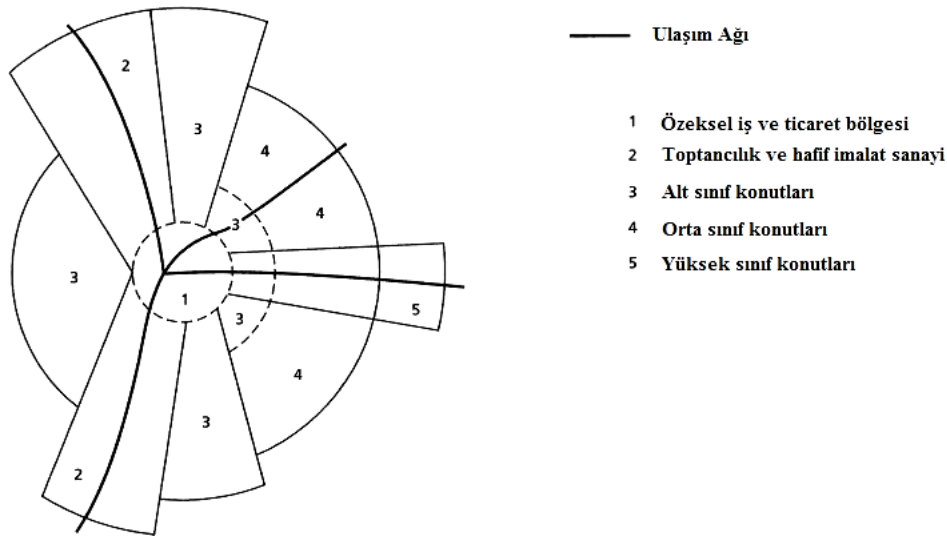 Ulaşım Ağı
1 Özeksel iş ve ticaret bölgesi
2 Toptancılık ve hafif imalat sanayi
3 Alt sınıf konutları
4 Orta sınıf konutları
5 Yüksek sınıf konutları
2
3
4
3
4
3
1
5
3
4
3
2